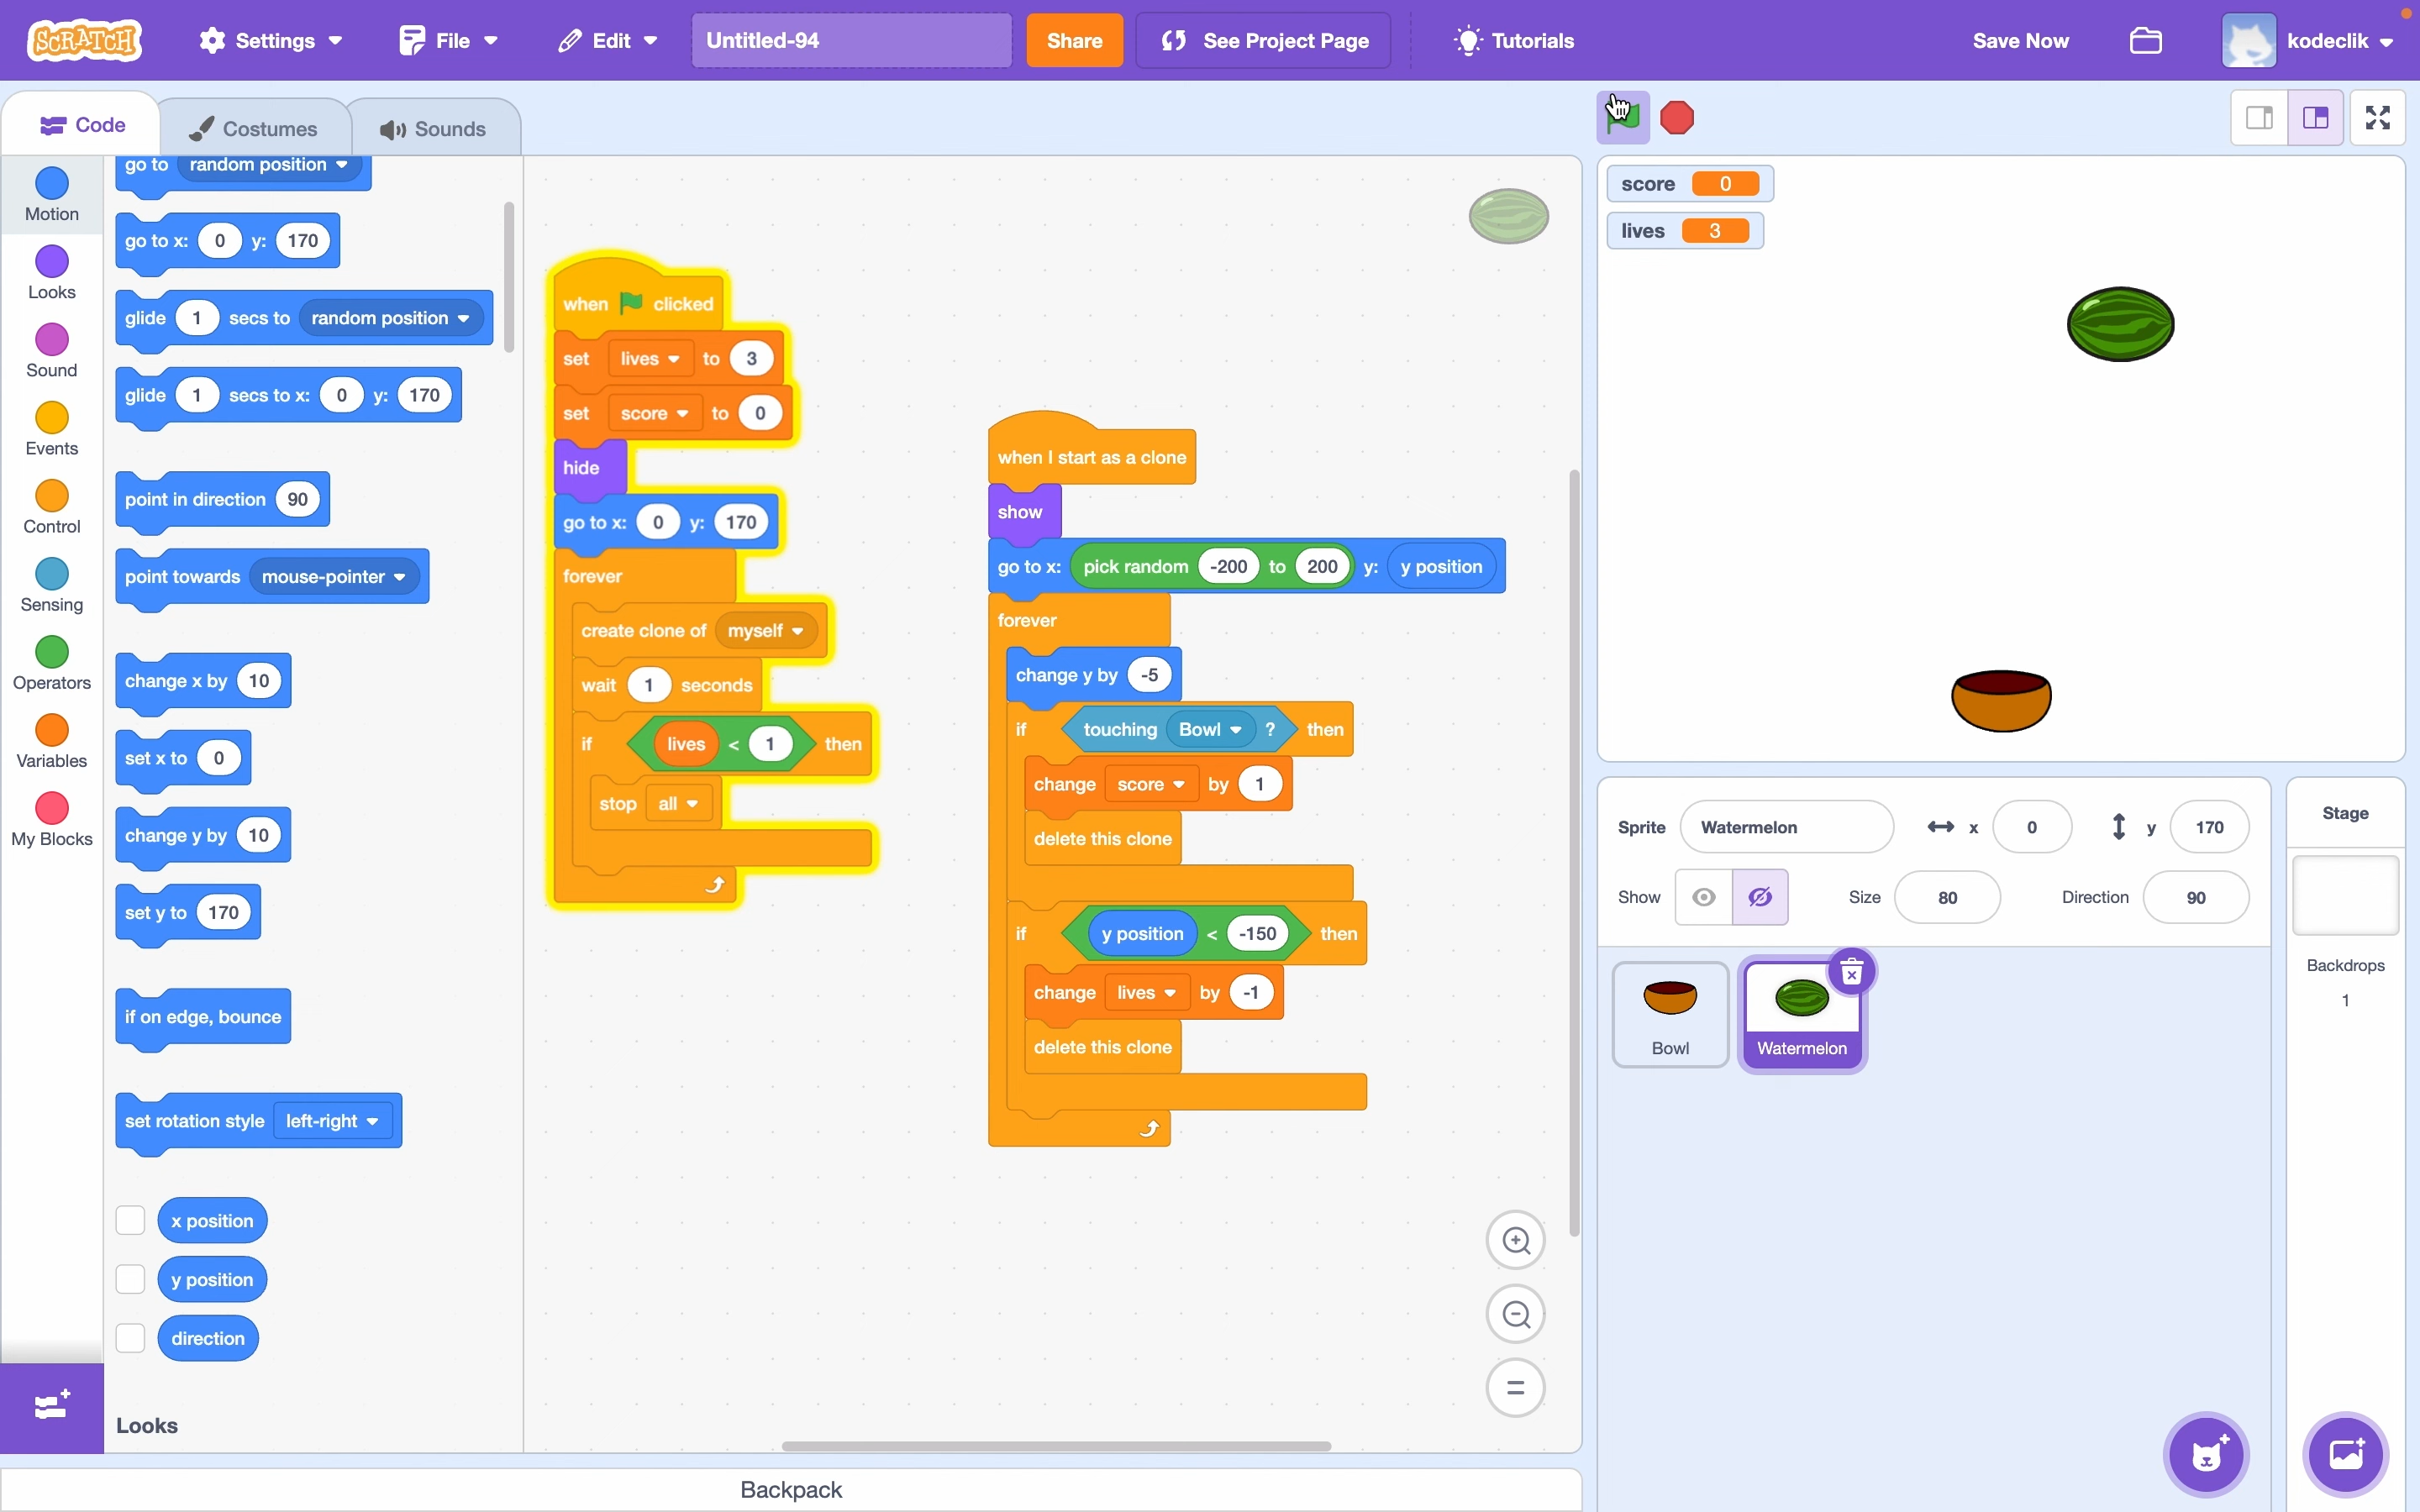 SCRATCH Settings File Edit Untitled-94 Share See Project Page Tutorials Save Now kodeclik
Code Costumes Sounds
Motion
Looks
Sound
Events
Control
Sensing
Operators
Variables
My Blocks
go to random position
go to x: 0 y: 170
glide 1 secs to random position
glide 1 secs to x: 0 y: 170
point in direction 90
point towards mouse-pointer
change x by 10
set x to 0
change y by 10
set y to 170
if on edge, bounce
set rotation style left-right
x position
y position
direction
Looks
when clicked
set lives to 3
set score to 0
hide
go to x: 0 y: 170
forever
create clone of myself
wait 1 seconds
if lives < 1 then
stop all
when I start as a clone
show
go to x: pick random -200 to 200 y: y position
forever
change y by -5
if touching Bowl ? then
change score by 1
delete this clone
if y position < -150 then
change lives by -1
delete this clone
Backpack
score 0
lives 3
Sprite Watermelon x 0 y 170
Show Size 80 Direction 90
Bowl
Watermelon
Stage
Backdrops
1